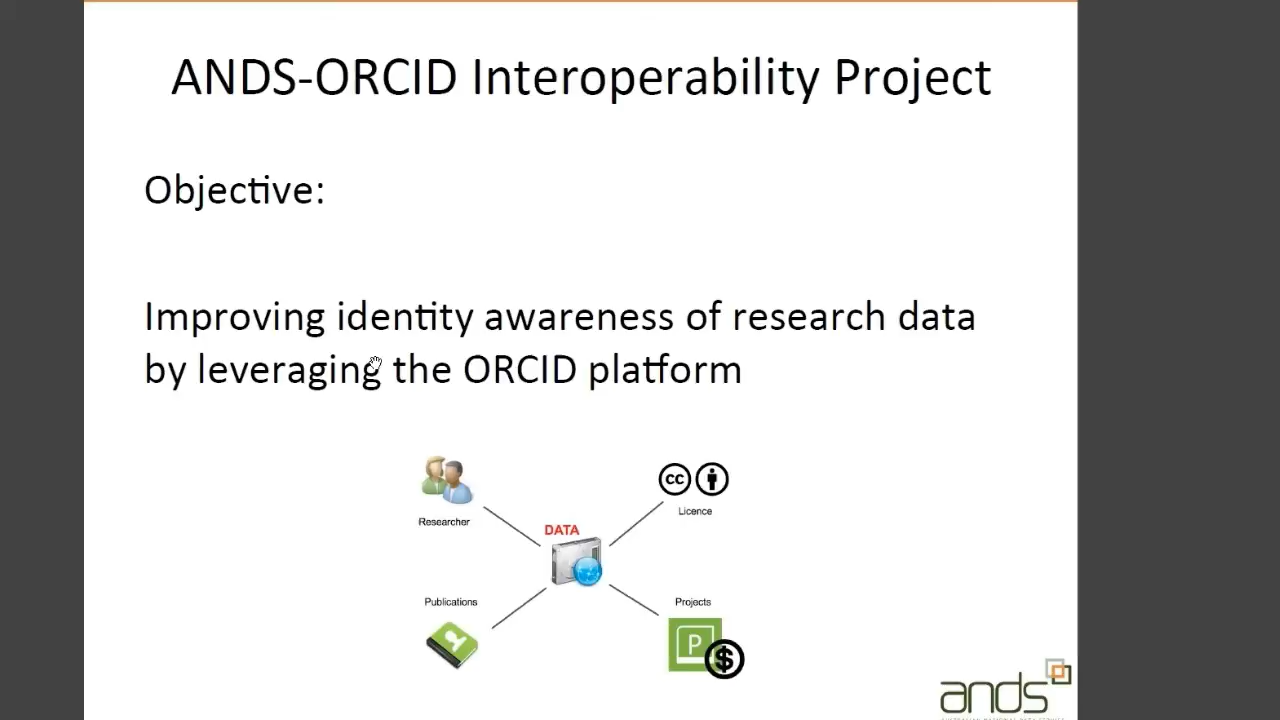 ANDS-ORCID Interoperability Project
Objective:
Improving identity awareness of research data
by leveraging the ORCID platform
cc
Researcher
Licence
DATA
Publications
Projects
P
$
ands